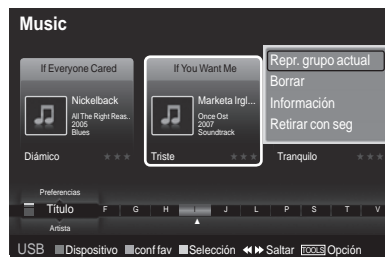 Music
If Everyone Cared
Nickelback
All The Right Reas..
2005
Blues
Diámico
If You Want Me
Marketa Irgl...
Once Ost
2007
Soundtrack
Triste
Repr. grupo actual
Borrar
Información
Retirar con seg
Tranquilo
Preferencias
Título F G H I J L P S T V
Artista
USB Dispositivo conf fav Selección Saltar TOOLS Opción